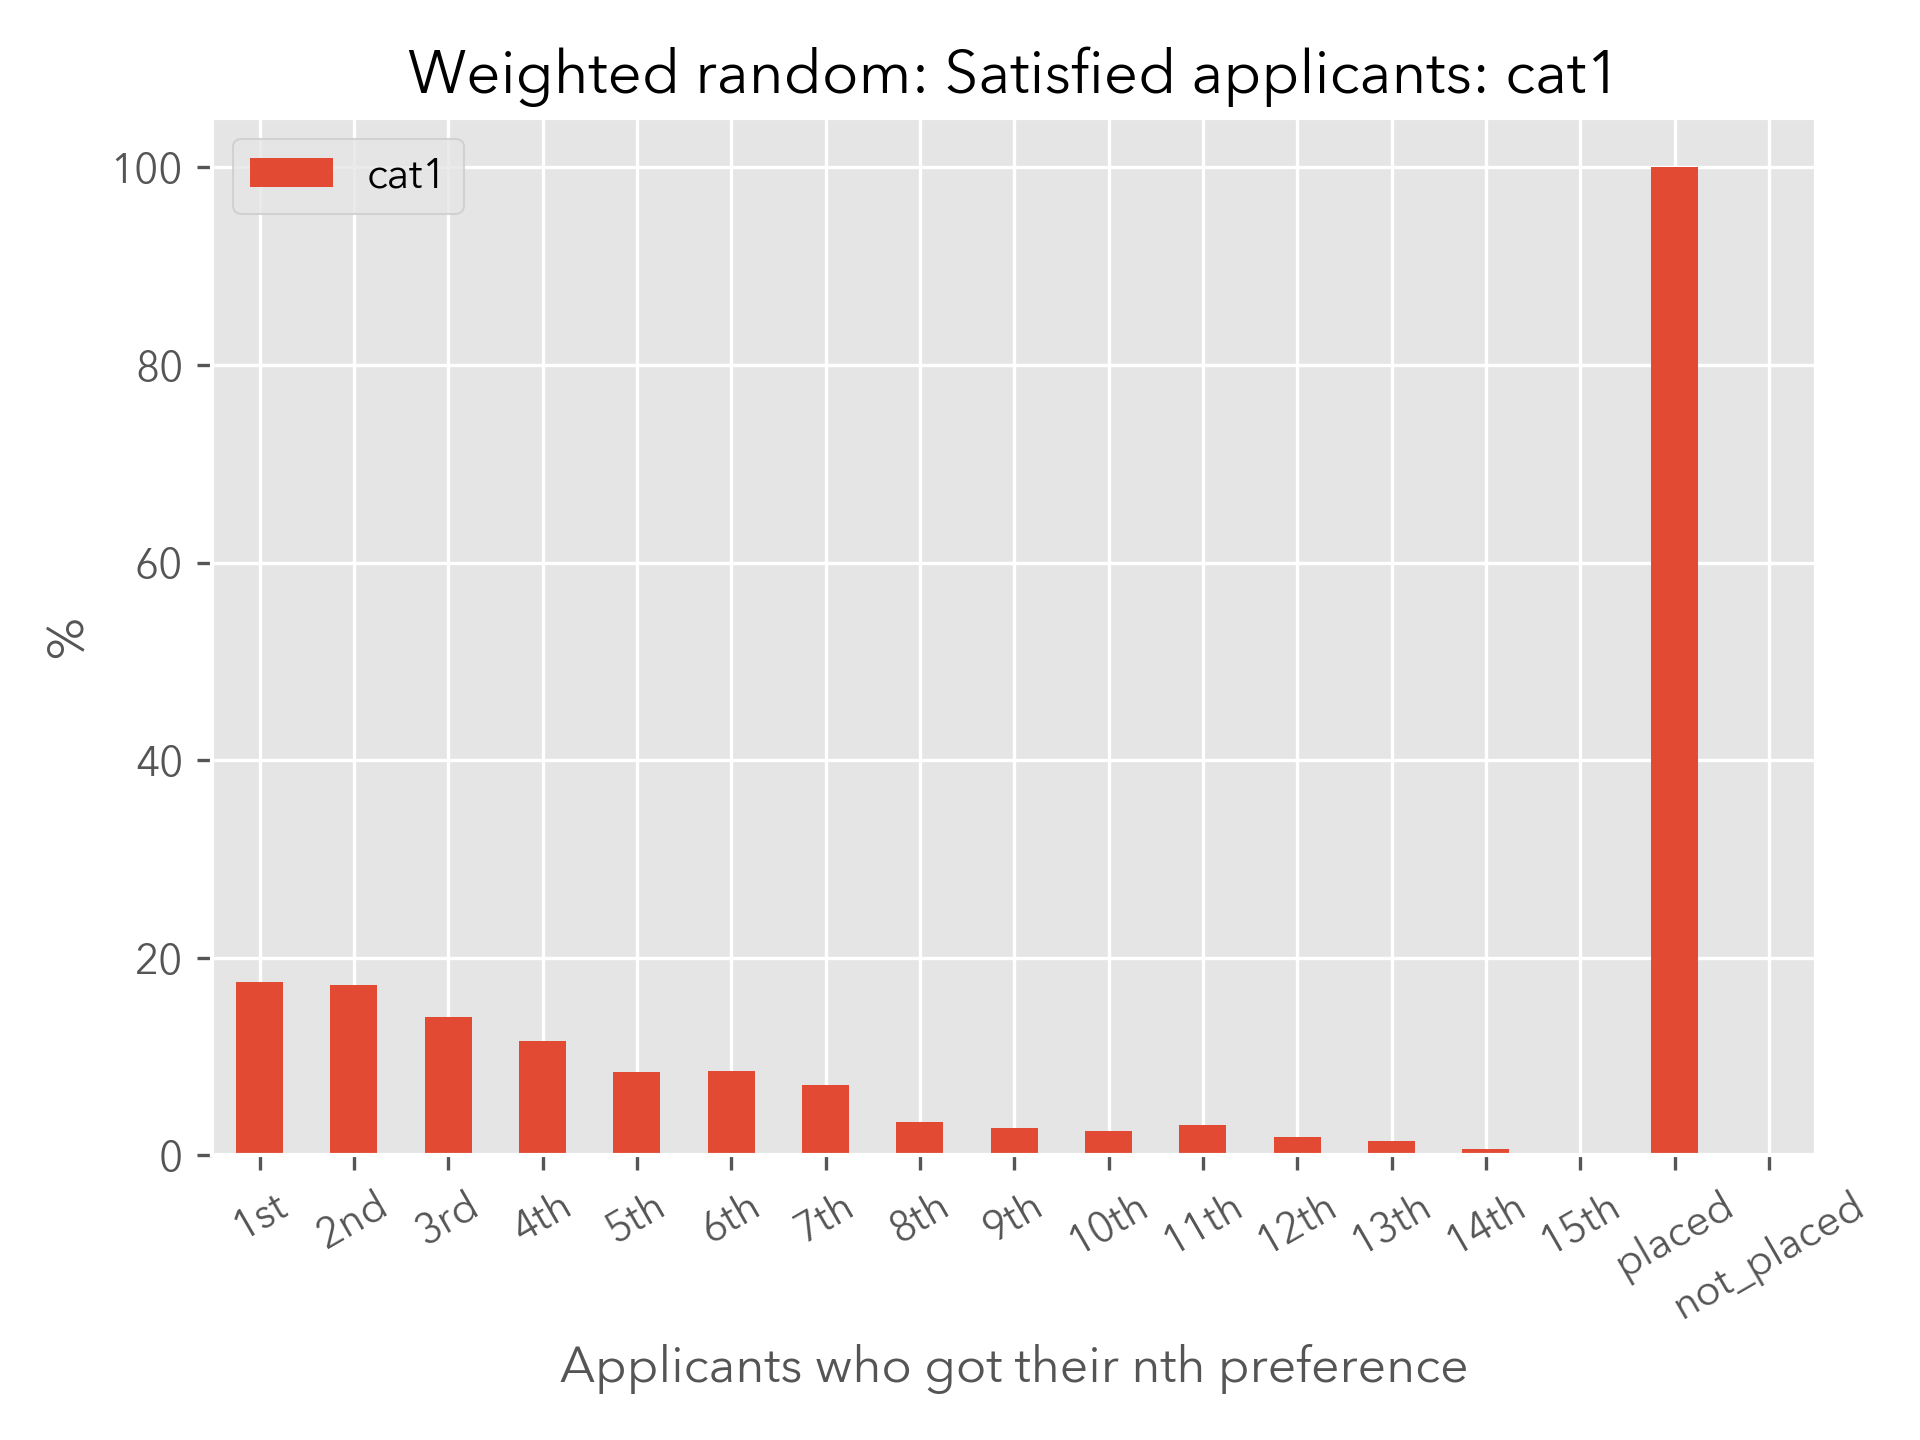 Weighted random: Satisfied applicants: cat1
cat1
100
80
60
40
20
0
%
1st 2nd 3rd 4th 5th 6th 7th 8th 9th 10th 11th 12th 13th 14th 15th placed not_placed
Applicants who got their nth preference